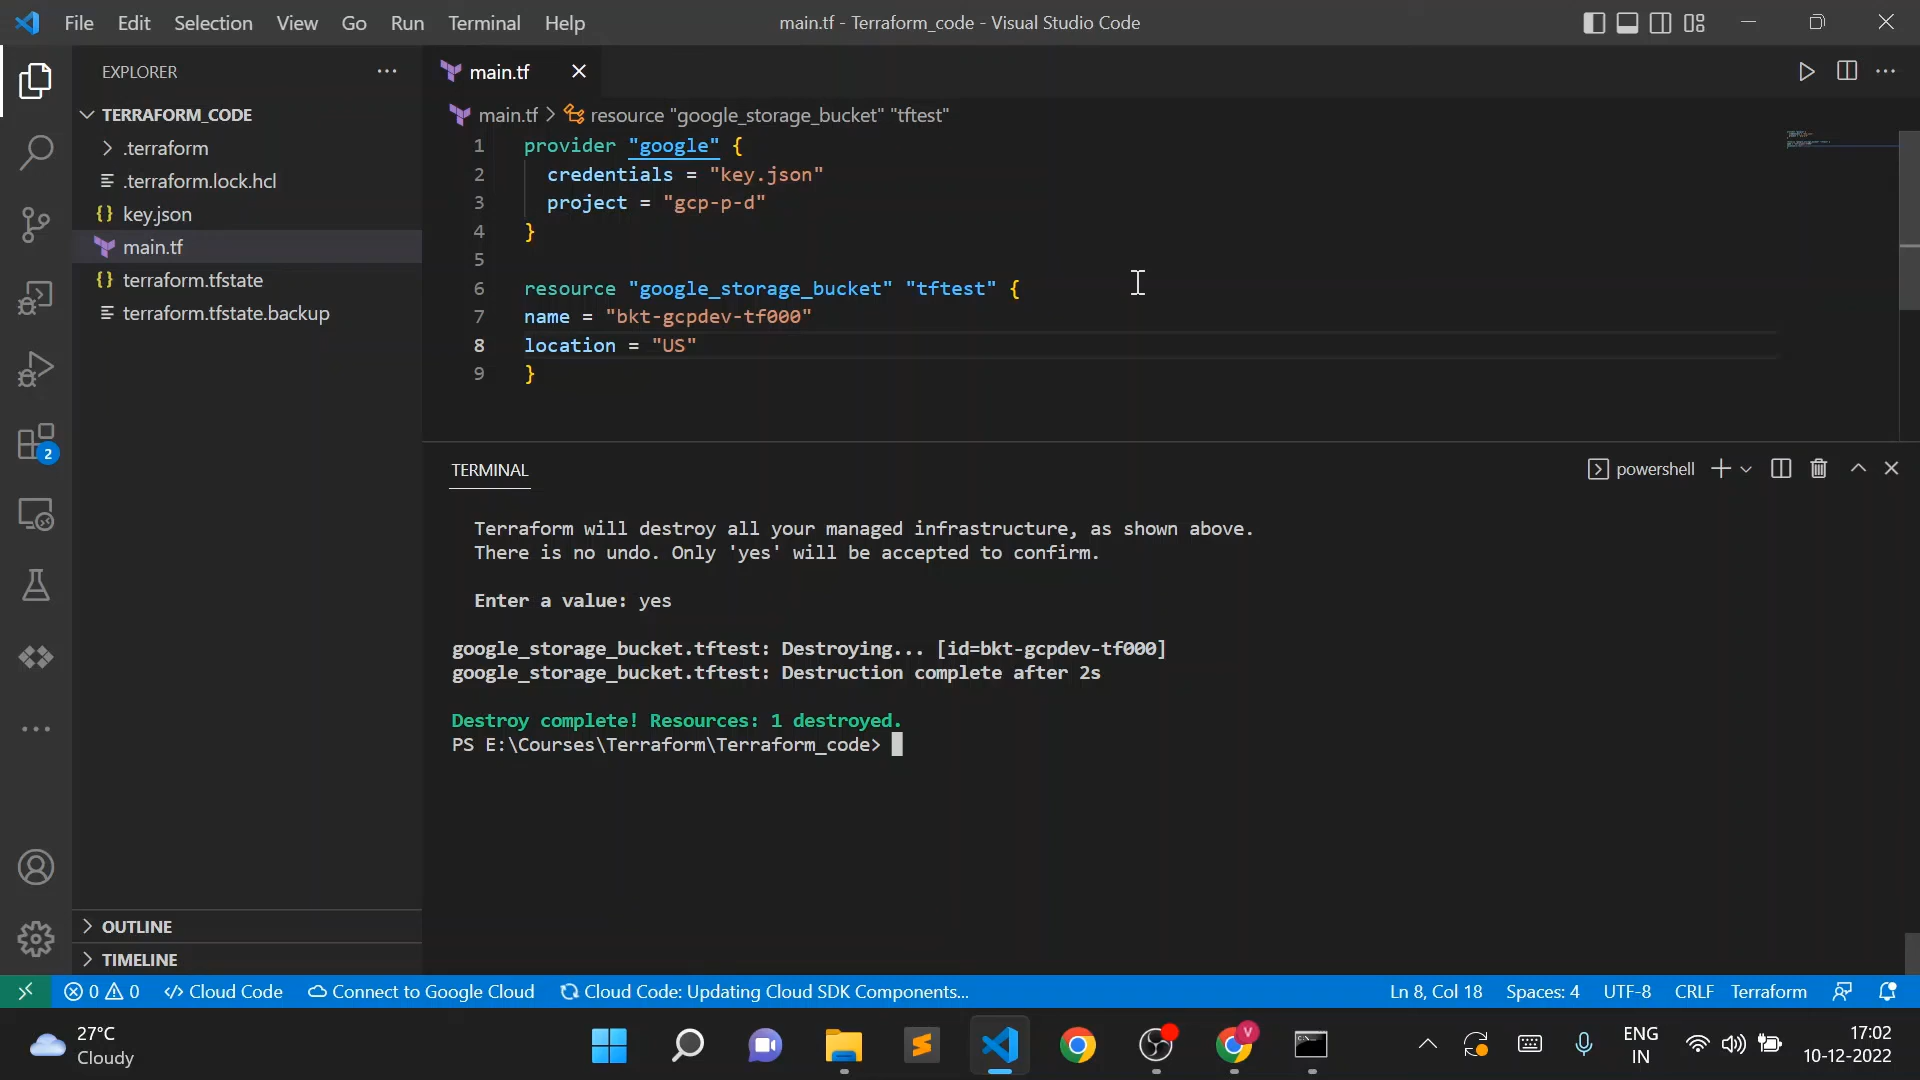 File Edit Selection View Go Run Terminal Help
main.tf - Terraform_code - Visual Studio Code
EXPLORER
TERRAFORM_CODE
.terraform
.terraform.lock.hcl
key.json
main.tf
terraform.tfstate
terraform.tfstate.backup
OUTLINE
TIMELINE
2
main.tf
main.tf > resource "google_storage_bucket" "tftest"
1 provider "google" {
2 credentials = "key.json"
3 project = "gcp-p-d"
4 }
5
6 resource "google_storage_bucket" "tftest" {
7 name = "bkt-gcpdev-tf000"
8 location = "US"
9 }
TERMINAL
powershell
Terraform will destroy all your managed infrastructure, as shown above.
There is no undo. Only 'yes' will be accepted to confirm.
Enter a value: yes
google_storage_bucket.tftest: Destroying... [id=bkt-gcpdev-tf000]
google_storage_bucket.tftest: Destruction complete after 2s
Destroy complete! Resources: 1 destroyed.
PS E:\Courses\Terraform\Terraform_code>
0 0 Cloud Code Connect to Google Cloud Cloud Code: Updating Cloud SDK Components... Ln 8, Col 18 Spaces: 4 UTF-8 CRLF Terraform
27°C
Cloudy
V
ENG
IN
17:02
10-12-2022